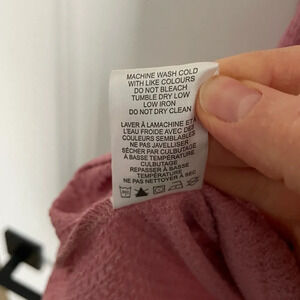 MACHINE WASH COLD
WITH LIKE COLOURS
DO NOT BLEACH
TUMBLE DRY LOW
LOW IRON
DO NOT DRY CLEAN
LAVER À LAMACHINE ET À
L'EAU FROIDE AVEC DES
COULEURS SEMBLABLES
NE PAS JAVELLISER
SÉCHER PAR CULBUTAGE
À BASSE TEMPÉRATURE
CULBUTAGE
REPASSER À BASSE
TEMPÉRATURE
NE PAS NETTOYER À SEC